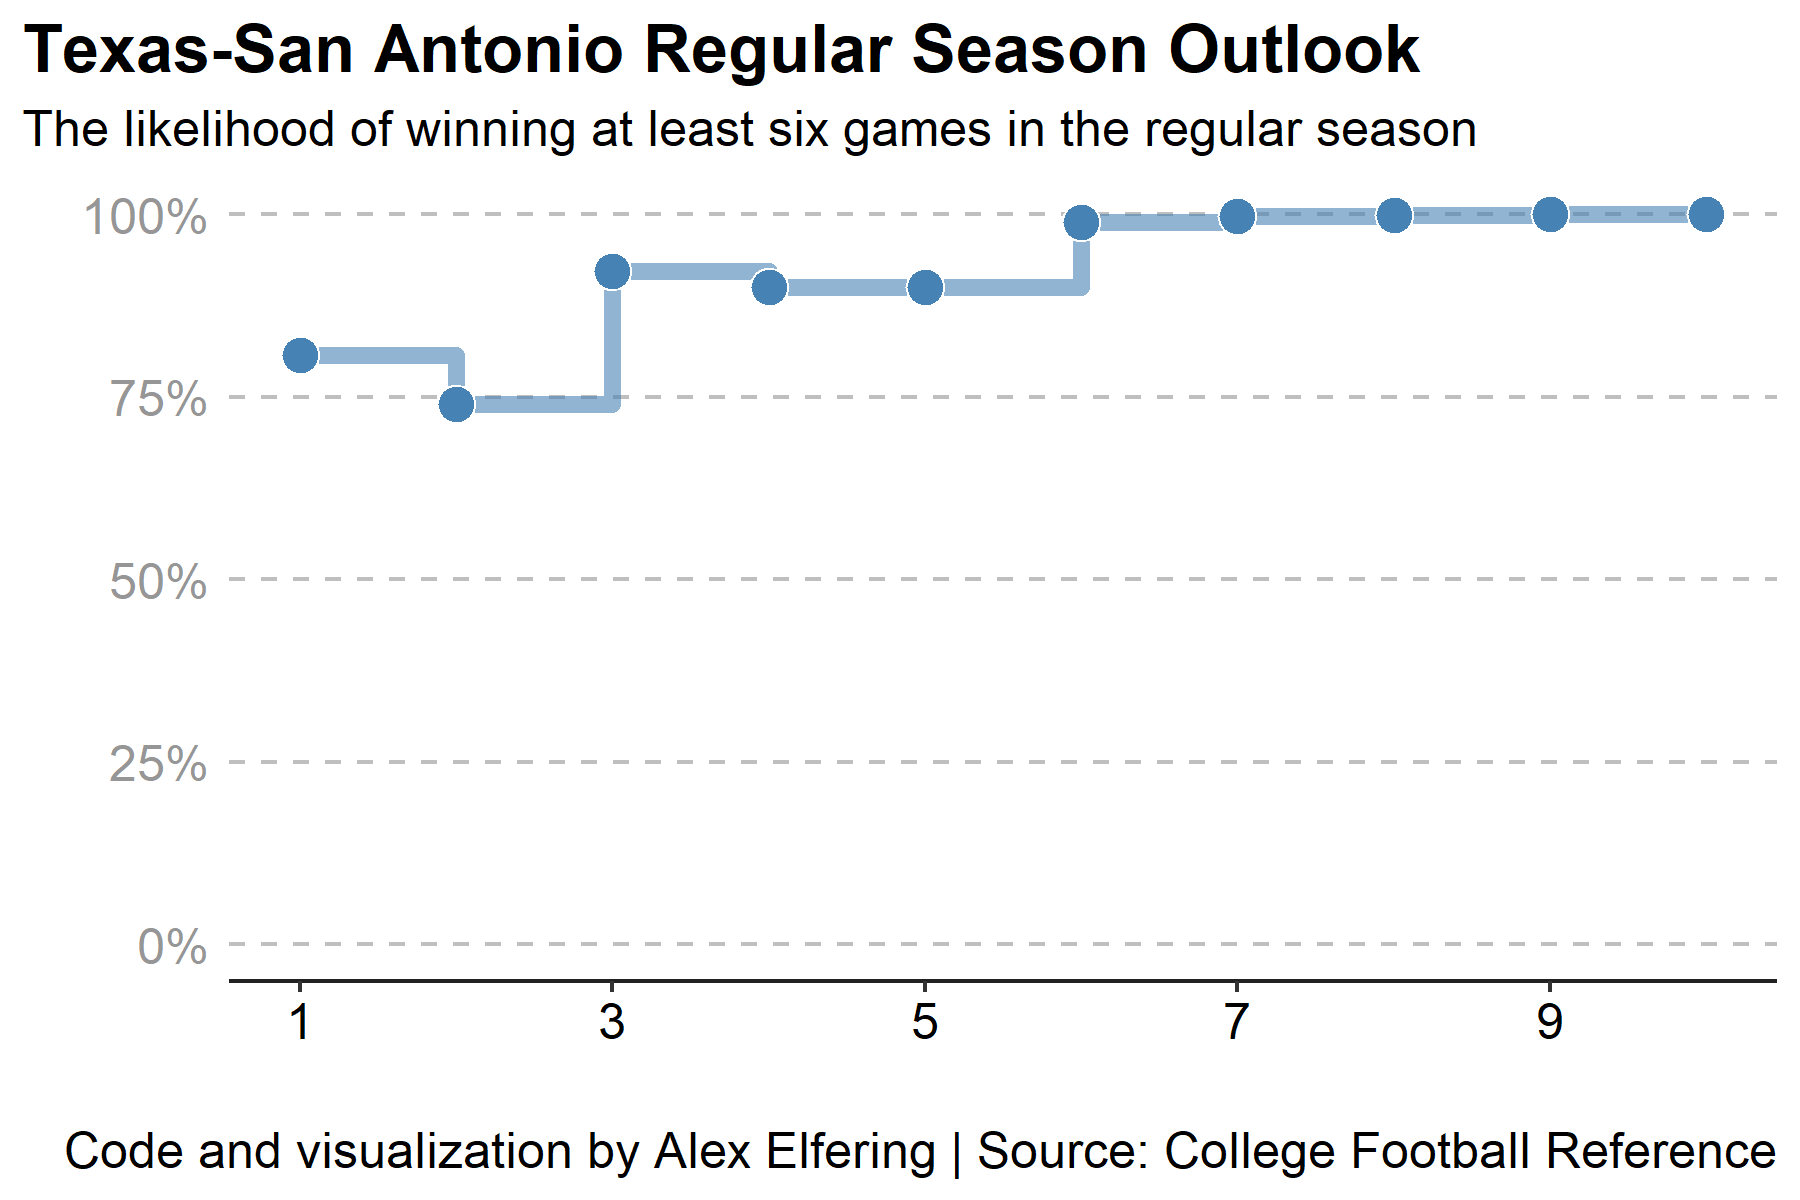 Texas-San Antonio Regular Season Outlook
The likelihood of winning at least six games in the regular season
100%
75%
50%
25%
0%
1 3 5 7 9
Code and visualization by Alex Elfering | Source: College Football Reference